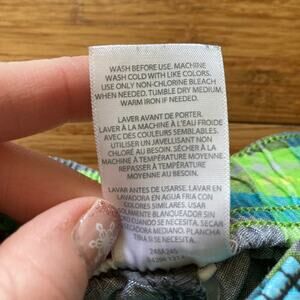 WASH BEFORE USE. MACHINE
WASH COLD WITH LIKE COLORS.
USE ONLY NON-CHLORINE BLEACH
WHEN NEEDED. TUMBLE DRY MEDIUM.
WARM IRON IF NEEDED.
LAVER AVANT DE PORTER.
LAVER À LA MACHINE À L'EAU FROIDE
AVEC DES COULEURS SEMBLABLES.
UTILISER UN JAVELLISANT NON
CHLORÉ AU BESOIN. SÉCHER À LA
MACHINE À TEMPÉRATURE MOYENNE.
REPASSER À TEMPÉRATURE
MOYENNE AU BESOIN.
LAVAR ANTES DE USARSE. LAVAR EN
LAVADORA EN AGUA FRIA CON
COLORES SIMILARES. USAR
SOLAMENTE BLANQUEADOR SIN
CLORO CUANDO SE NECESITA. SECAR
SECADORA MEDIANO. PLANCHA
TIBIA SI SE NECESITA.
248A245